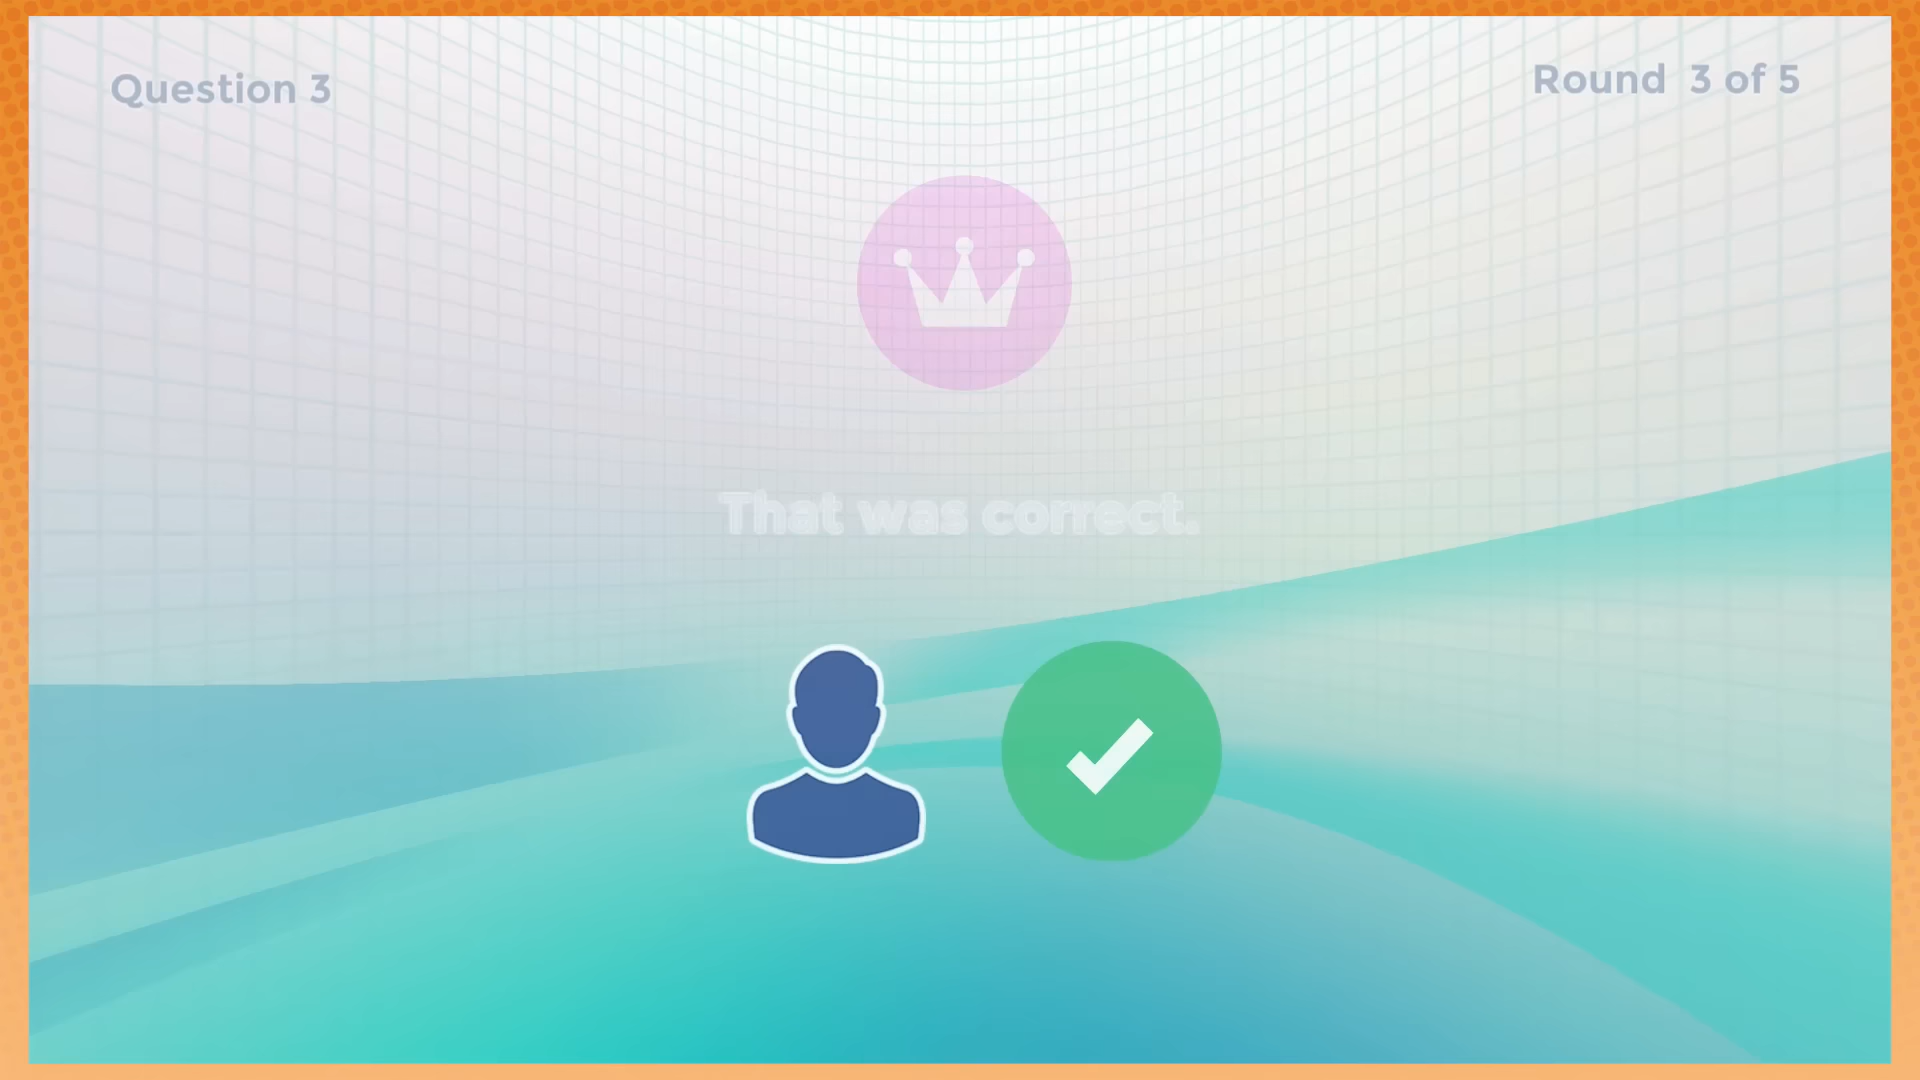 Question 3
Round 3 of 5
That was correct.